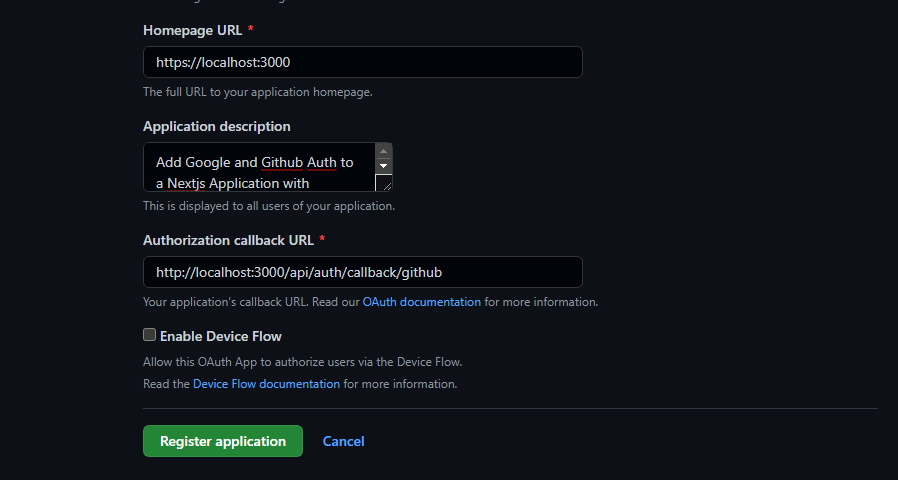 Homepage URL *
https://localhost:3000
The full URL to your application homepage.
Application description
Add Google and Github Auth to
a Nextjs Application with
This is displayed to all users of your application.
Authorization callback URL *
http://localhost:3000/api/auth/callback/github
Your application's callback URL. Read our OAuth documentation for more information.
Enable Device Flow
Allow this OAuth App to authorize users via the Device Flow.
Read the Device Flow documentation for more information.
Register application Cancel